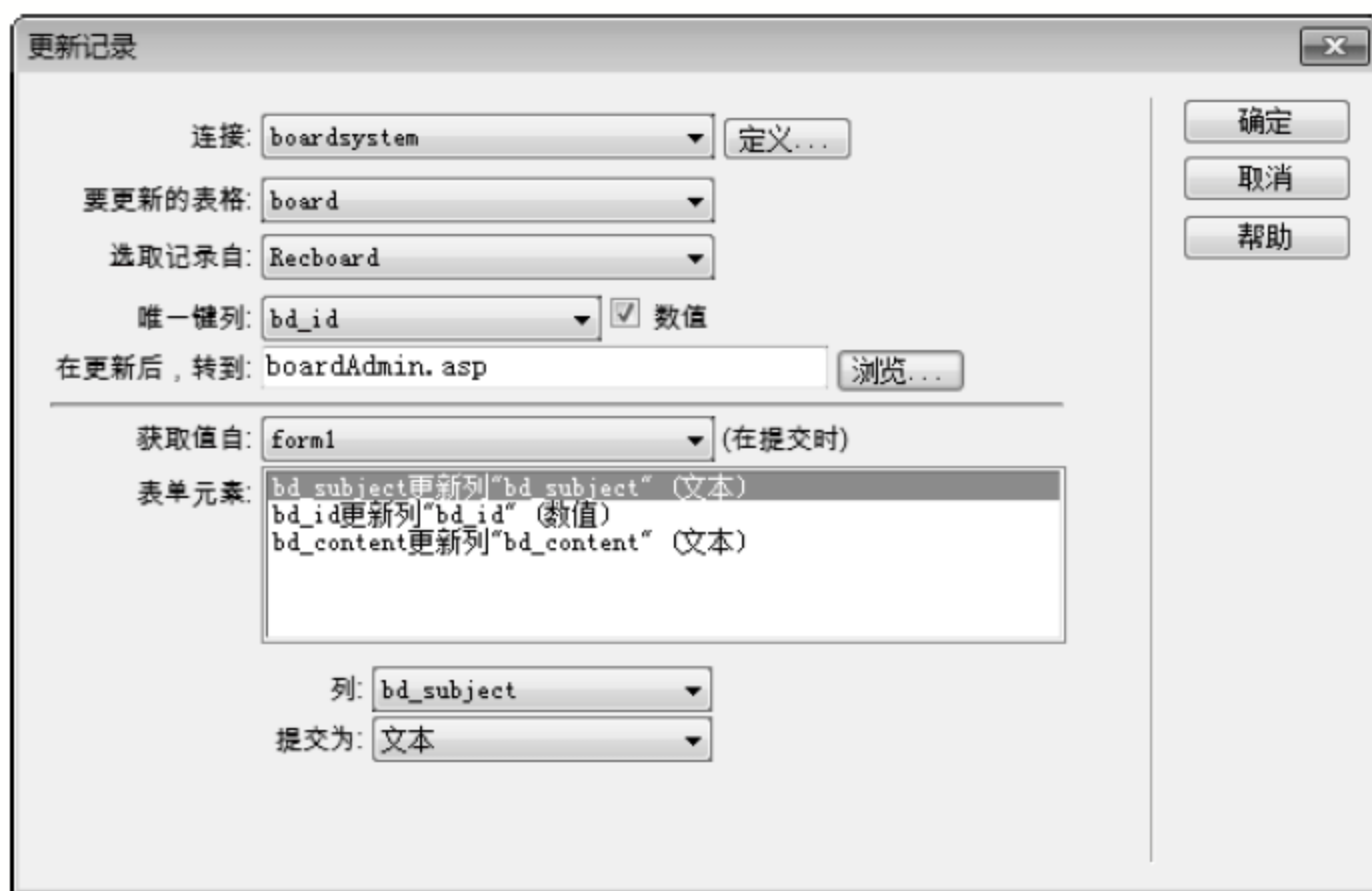 更新记录
连接: boardsystem 定义...
要更新的表格: board
选取记录自: Recboard
唯一键列: bd_id 数值
在更新后，转到: boardAdmin.asp 浏览...
获取值自: form1 (在提交时)
表单元素: bd_subject更新列"bd_subject" (文本)
bd_id更新列"bd_id" (数值)
bd_content更新列"bd_content" (文本)
列: bd_subject
提交为: 文本
确定
取消
帮助